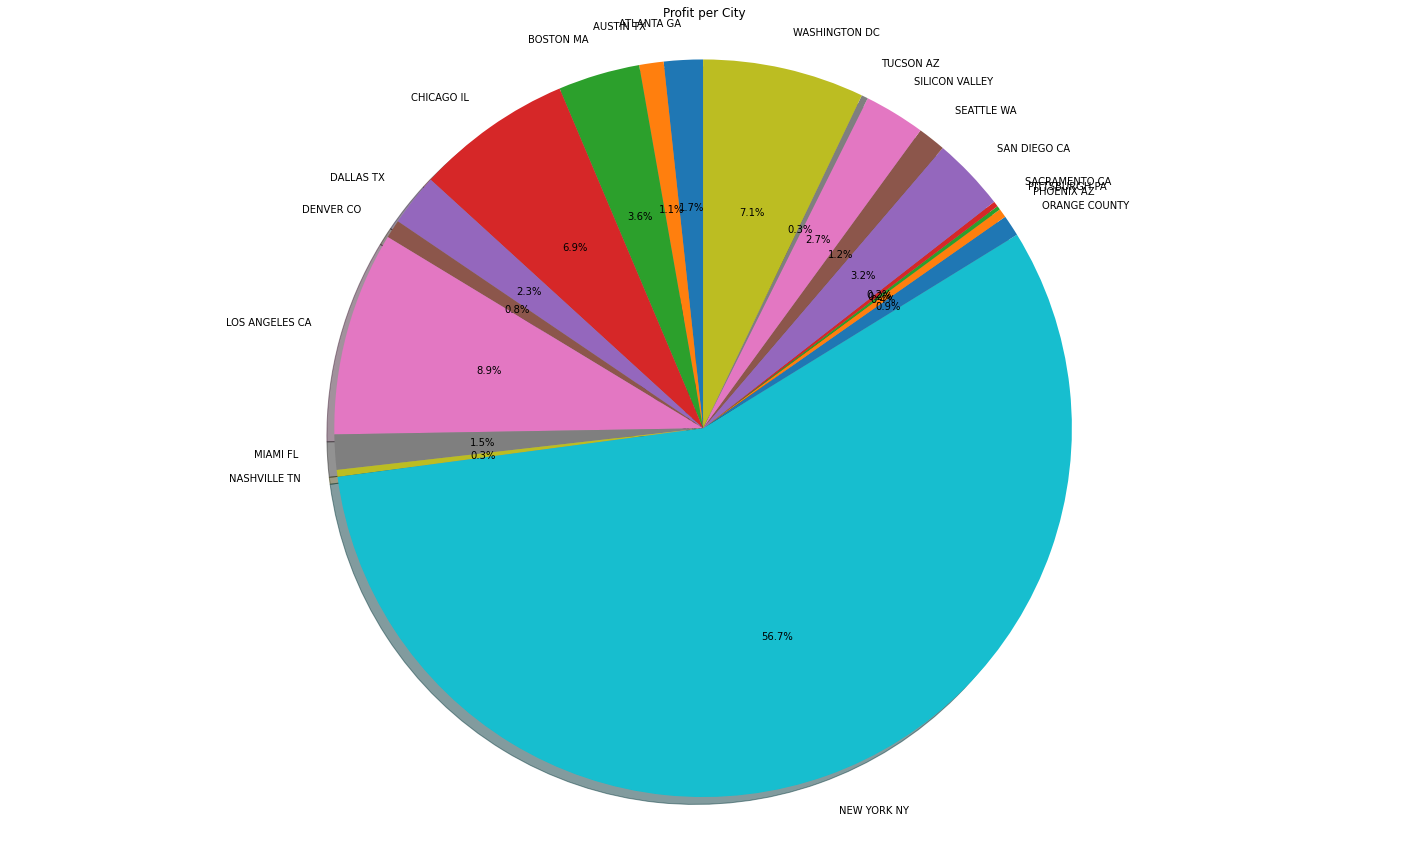 Profit per City
ATLANTA GA
AUSTIN TX
BOSTON MA
CHICAGO IL
DALLAS TX
DENVER CO
LOS ANGELES CA
MIAMI FL
NASHVILLE TN
NEW YORK NY
ORANGE COUNTY
PHOENIX AZ
PITTSBURGH PA
SACRAMENTO CA
SAN DIEGO CA
SEATTLE WA
SILICON VALLEY
TUCSON AZ
WASHINGTON DC
1.7%
1.1%
3.6%
6.9%
2.3%
0.8%
8.9%
1.5%
0.3%
56.7%
0.9%
3.2%
1.2%
2.7%
0.3%
7.1%